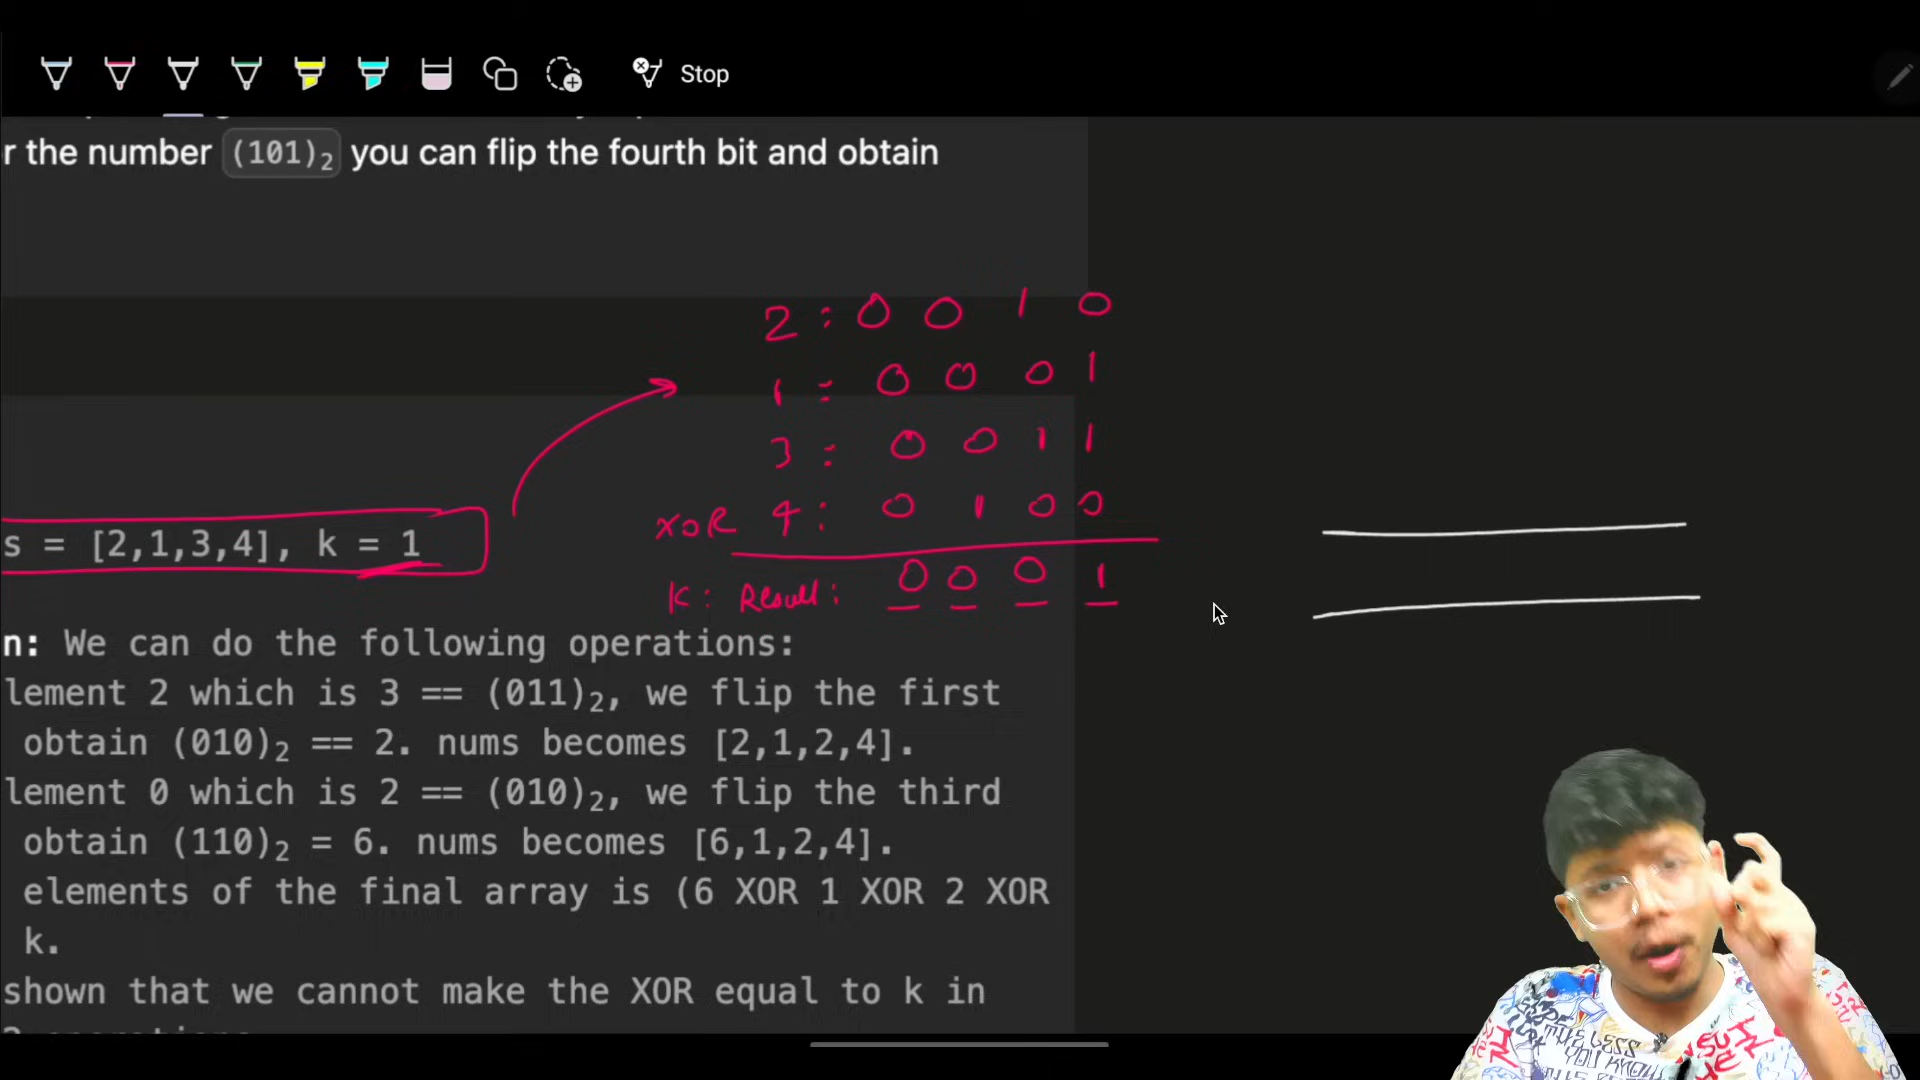 Stop
r the number (101)₂ you can flip the fourth bit and obtain
2 : 0 0 1 0
1 : 0 0 0 1
3 : 0 0 1 1
XOR 4 : 0 1 0 0
s = [2,1,3,4], k = 1
K : Result : 0 0 0 1
n: We can do the following operations:
lement 2 which is 3 == (011)₂, we flip the first
obtain (010)₂ == 2. nums becomes [2,1,2,4].
lement 0 which is 2 == (010)₂, we flip the third
obtain (110)₂ = 6. nums becomes [6,1,2,4].
elements of the final array is (6 XOR 1 XOR 2 XOR
k.
shown that we cannot make the XOR equal to k in
THE LESS
YOU KNOW